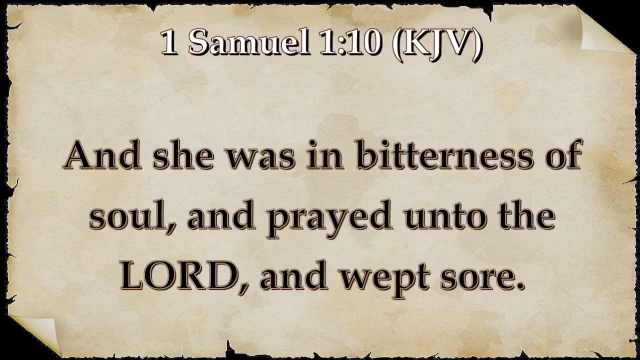 1 Samuel 1:10 (KJV)
And she was in bitterness of
soul, and prayed unto the
LORD, and wept sore.